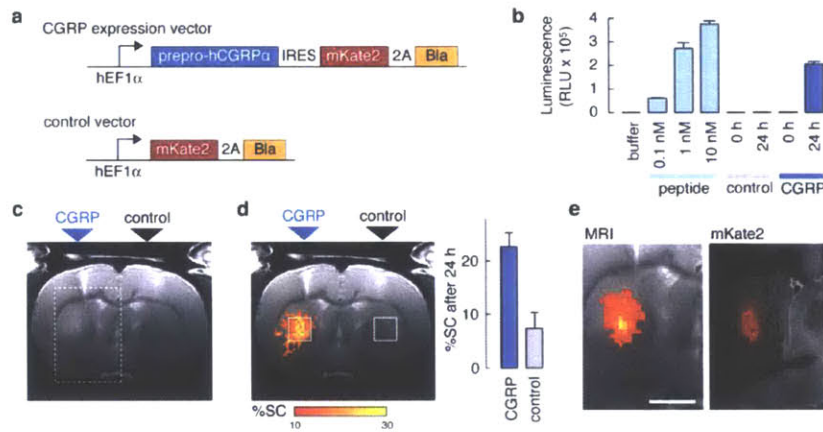 a
CGRP expression vector
prepro-hCGRPα IRES mKate2 2A Bla
hEF1α
control vector
mKate2 2A Bla
hEF1α
b
Luminescence
(RLU x 10⁵)
4
3
2
1
0
buffer
0.1 nM
1 nM
10 nM
0 h
24 h
0 h
24 h
peptide control CGRP
c
CGRP control
d
CGRP control
%SC
10 30
%SC after 24 h
20
10
0
CGRP
control
e
MRI mKate2